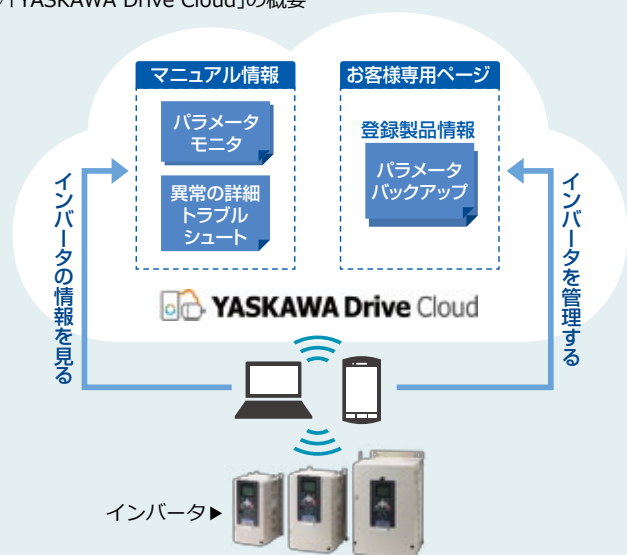 「YASKAWA Drive Cloud」の概要
マニュアル情報
パラメータ
モニタ
異常の詳細
トラブル
シュート
お客様専用ページ
登録製品情報
パラメータ
バックアップ
インバータの情報を見る
インバータを管理する
YASKAWA Drive Cloud
インバータ▶